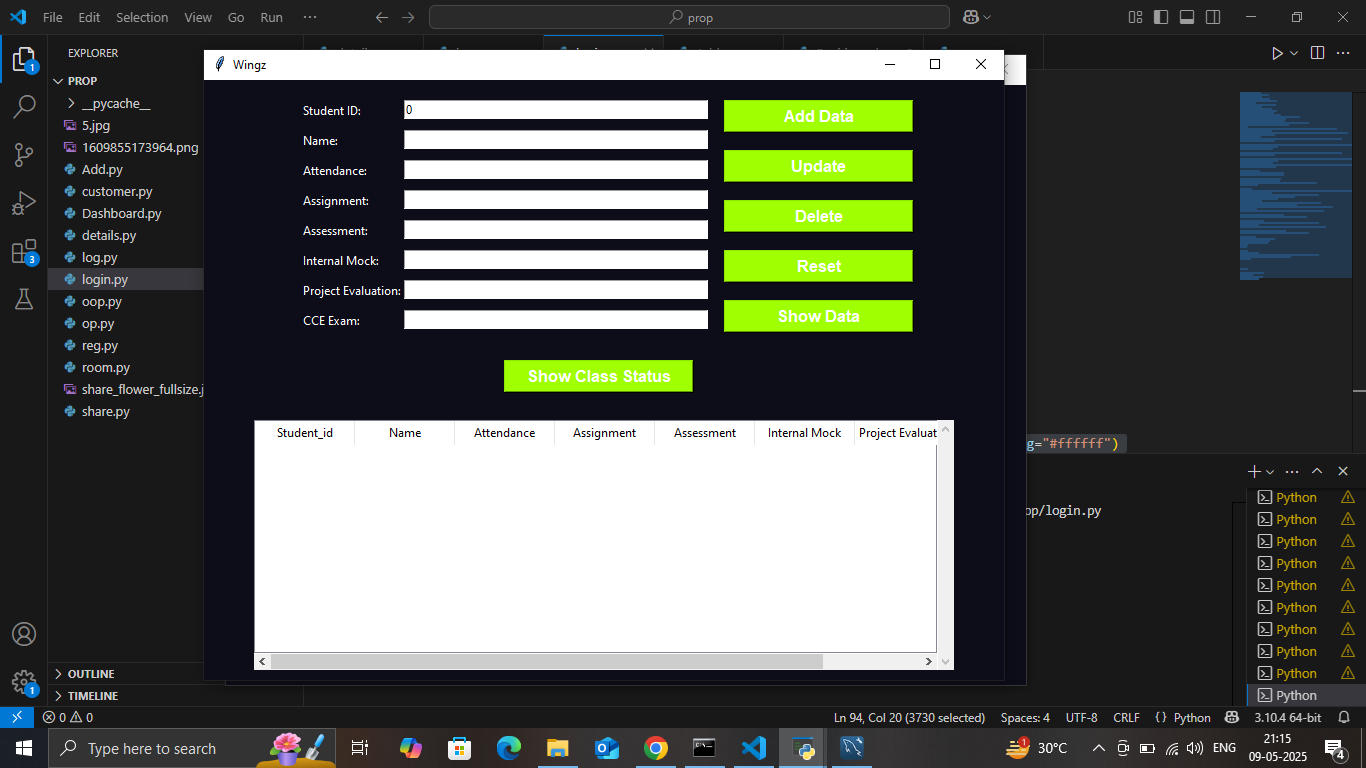 File Edit Selection View Go Run ··· prop
EXPLORER
PROP
__pycache__
5.jpg
1609855173964.png
Add.py
customer.py
Dashboard.py
details.py
log.py
login.py
oop.py
op.py
reg.py
room.py
share_flower_fullsize.j
share.py
OUTLINE
TIMELINE
1
3
1
Wingz
Student ID: 0
Name:
Attendance:
Assignment:
Assessment:
Internal Mock:
Project Evaluation:
CCE Exam:
Add Data
Update
Delete
Reset
Show Data
Show Class Status
Student_id Name Attendance Assignment Assessment Internal Mock Project Evaluat
g="#ffffff")
op/login.py
Python
Python
Python
Python
Python
Python
Python
Python
Python
Python
0 0 Ln 94, Col 20 (3730 selected) Spaces: 4 UTF-8 CRLF {} Python 3.10.4 64-bit
Type here to search 1 30°C ENG 21:15
09-05-2025 4